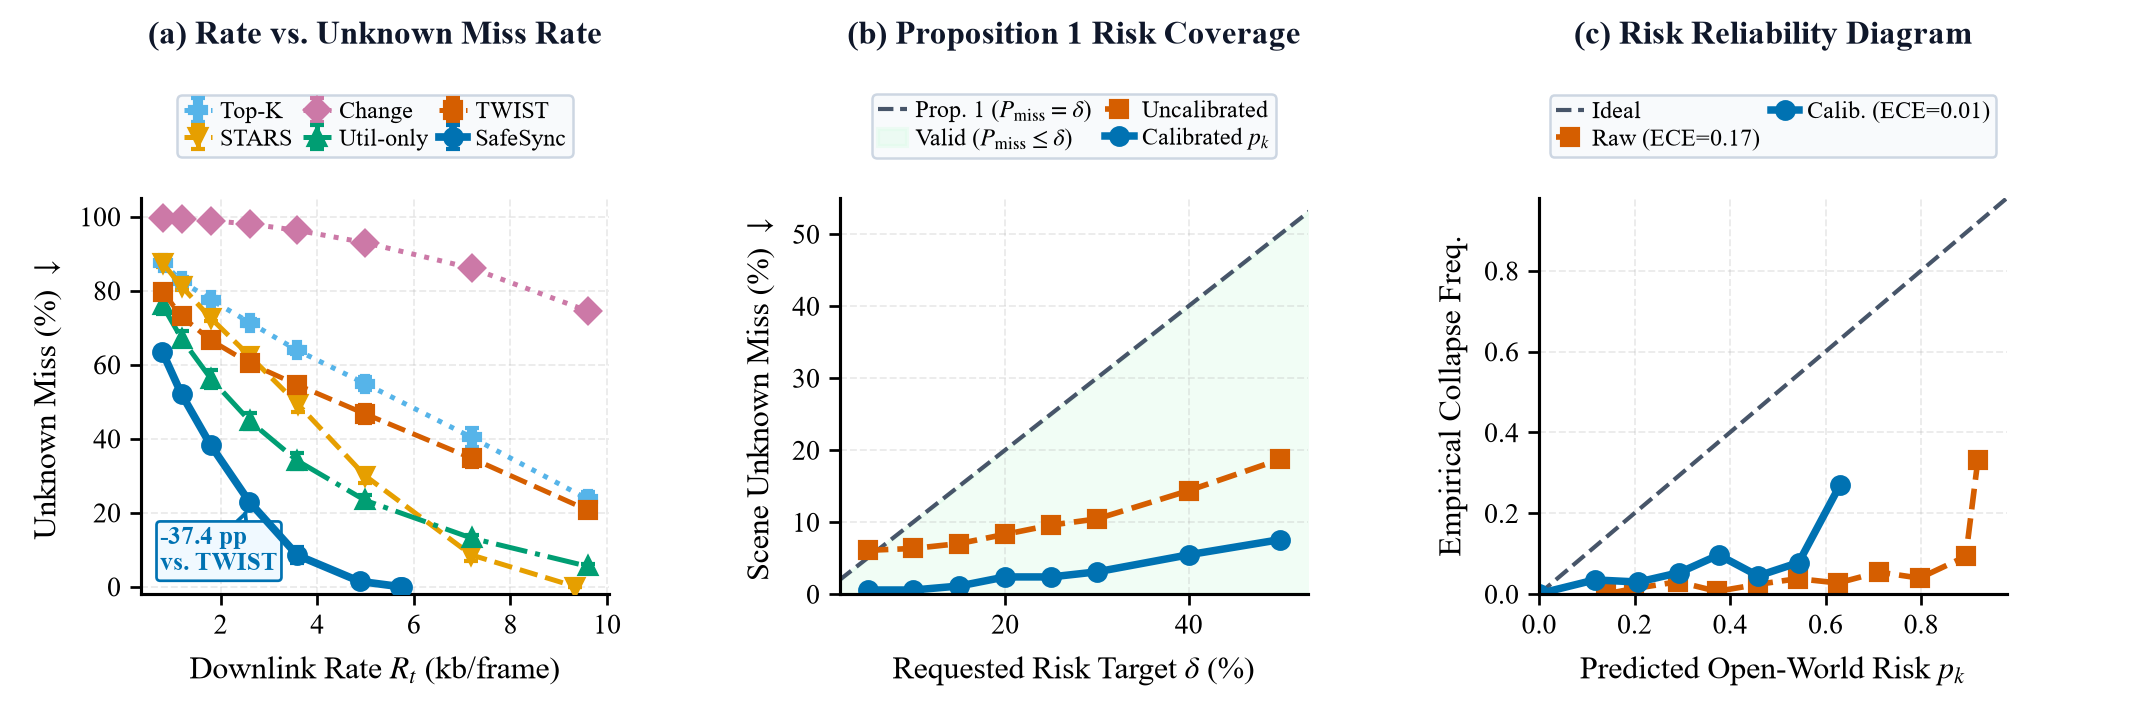 (a) Rate vs. Unknown Miss Rate
Top-K
Change
TWIST
STARS
Util-only
SafeSync
100
80
60
40
20
0
Unknown Miss (%) ↓
-37.4 pp
vs. TWIST
2 4 6 8 10
Downlink Rate Rₜ (kb/frame)
(b) Proposition 1 Risk Coverage
Prop. 1 (P_miss = δ)
Uncalibrated
Valid (P_miss ≤ δ)
Calibrated pₖ
50
40
30
20
10
0
Scene Unknown Miss (%) ↓
20 40
Requested Risk Target δ (%)
(c) Risk Reliability Diagram
Ideal
Calib. (ECE=0.01)
Raw (ECE=0.17)
0.8
0.6
0.4
0.2
0.0
Empirical Collapse Freq.
0.0 0.2 0.4 0.6 0.8
Predicted Open-World Risk pₖ